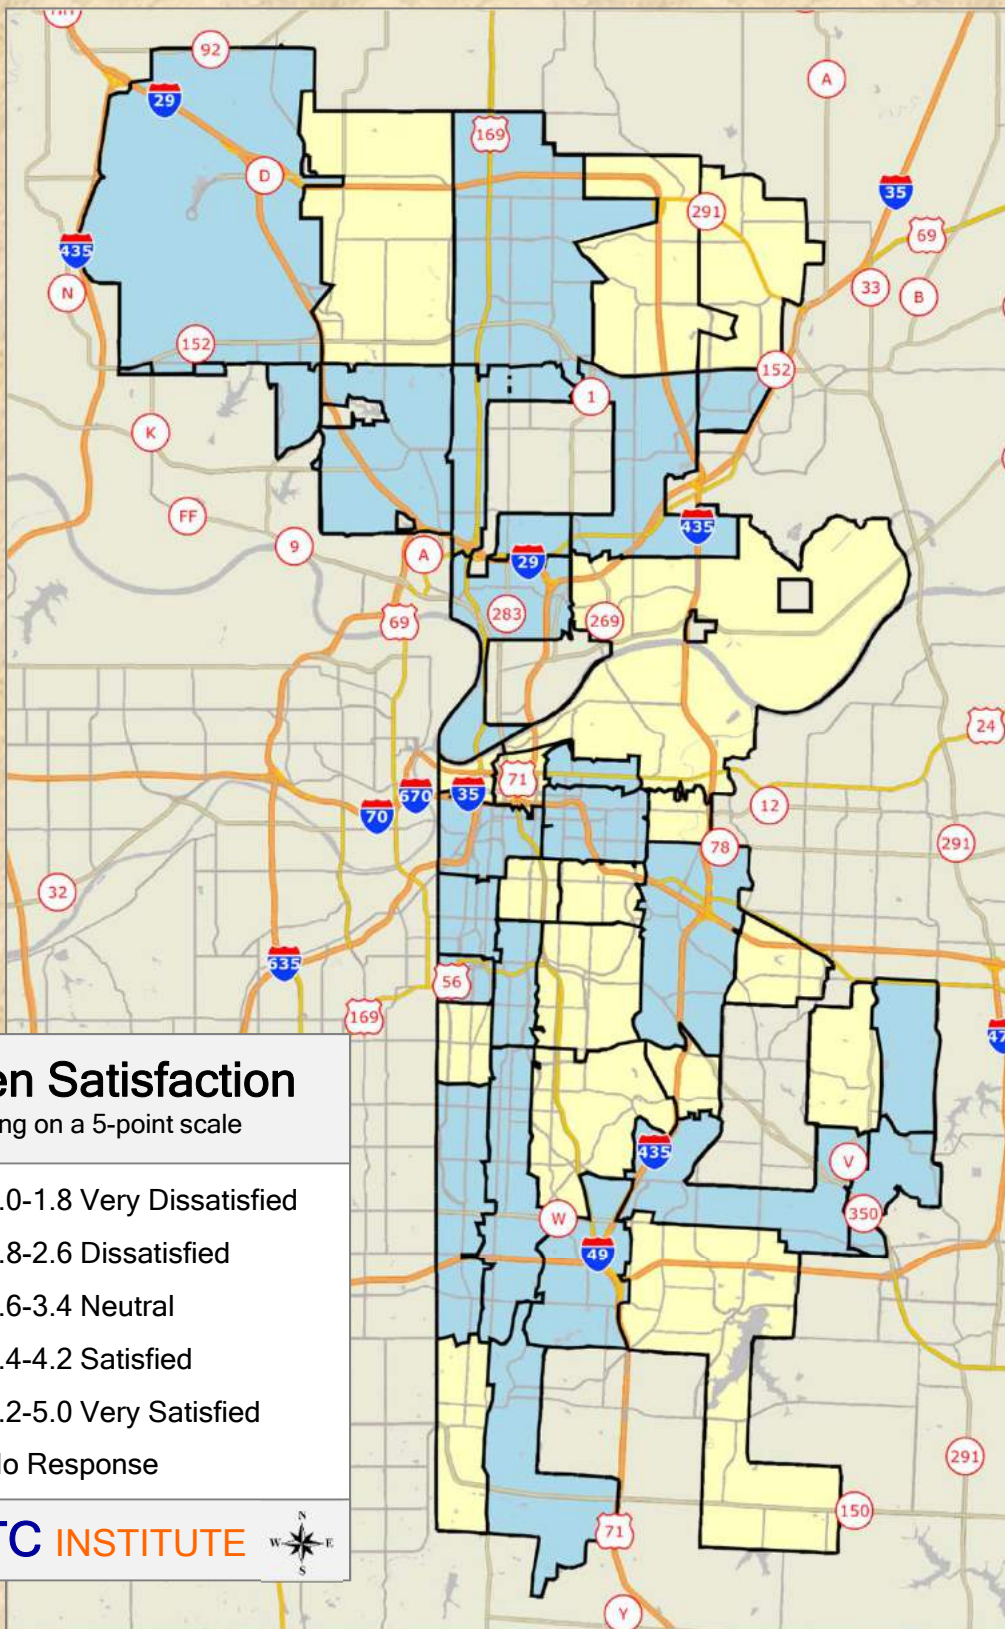 92
A
29
169
D
291
35
69
435
N
33
B
152
152
1
K
FF
435
9
A
29
283
269
69
24
71
670
35
70
12
78
291
32
635
56
169
47
en Satisfaction
ng on a 5-point scale
435
V
.0-1.8 Very Dissatisfied
W
350
.8-2.6 Dissatisfied
49
.6-3.4 Neutral
.4-4.2 Satisfied
.2-5.0 Very Satisfied
o Response
291
150
TC INSTITUTE
N
W E
S
71
Y